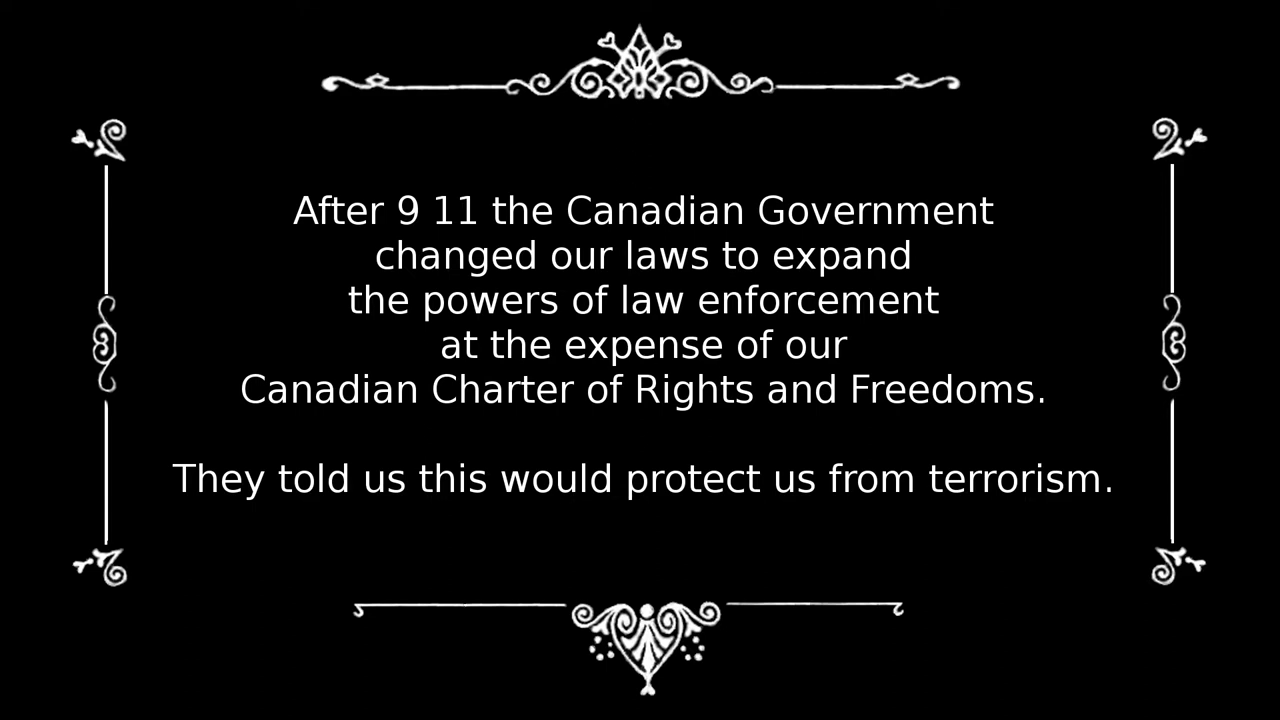 After 9 11 the Canadian Government
changed our laws to expand
the powers of law enforcement
at the expense of our
Canadian Charter of Rights and Freedoms.
They told us this would protect us from terrorism.